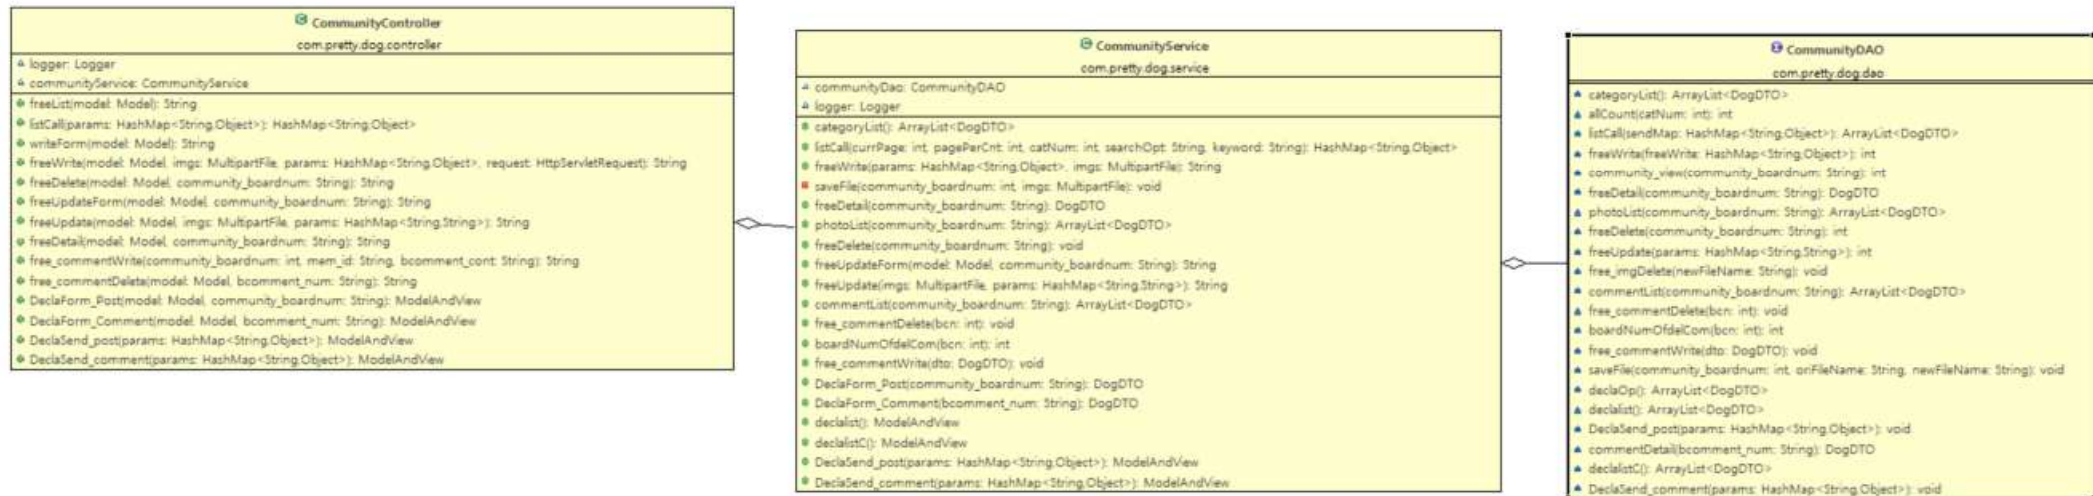 CommunityController
com.pretty.dog.controller
logger: Logger
communityService: CommunityService
freeList(model: Model): String
listCall(params: HashMap<String,Object>): HashMap<String,Object>
writeForm(model: Model): String
freeWrite(model: Model, imgs: MultipartFile, params: HashMap<String,Object>, request: HttpServletRequest): String
freeDelete(model: Model, community_boardnum: String): String
freeUpdateForm(model: Model, community_boardnum: String): String
freeUpdate(model: Model, imgs: MultipartFile, params: HashMap<String,String>): String
freeDetail(model: Model, community_boardnum: String): String
free_commentWrite(community_boardnum: int, mem_id: String, bcomment_cont: String): String
free_commentDelete(model: Model, bcomment_num: String): String
DeclaForm_Post(model: Model, community_boardnum: String): ModelAndView
DeclaForm_Comment(model: Model, bcomment_num: String): ModelAndView
DeclaSend_post(params: HashMap<String,Object>): ModelAndView
DeclaSend_comment(params: HashMap<String,Object>): ModelAndView
CommunityService
com.pretty.dog.service
communityDao: CommunityDAO
logger: Logger
categoryList(): ArrayList<DogDTO>
listCall(currPage: int, pagePerCnt: int, catNum: int, searchOpt: String, keyword: String): HashMap<String,Object>
freeWrite(params: HashMap<String,Object>, imgs: MultipartFile): String
saveFile(community_boardnum: int, imgs: MultipartFile): void
freeDetail(community_boardnum: String): DogDTO
photoList(community_boardnum: String): ArrayList<DogDTO>
freeDelete(community_boardnum: String): void
freeUpdateForm(model: Model, community_boardnum: String): String
freeUpdate(imgs: MultipartFile, params: HashMap<String,String>): String
commentList(community_boardnum: String): ArrayList<DogDTO>
free_commentDelete(bcn: int): void
boardNumOfdelCom(bcn: int): int
free_commentWrite(dto: DogDTO): void
DeclaForm_Post(community_boardnum: String): DogDTO
DeclaForm_Comment(bcomment_num: String): DogDTO
declalist(): ModelAndView
declalistC(): ModelAndView
DeclaSend_post(params: HashMap<String,Object>): ModelAndView
DeclaSend_comment(params: HashMap<String,Object>): ModelAndView
CommunityDAO
com.pretty.dog.dao
categoryList(): ArrayList<DogDTO>
allCount(catNum: int): int
listCall(sendMap: HashMap<String,Object>): ArrayList<DogDTO>
freeWrite(freeWrite: HashMap<String,Object>): int
community_view(community_boardnum: String): int
freeDetail(community_boardnum: String): DogDTO
photoList(community_boardnum: String): ArrayList<DogDTO>
freeDelete(community_boardnum: String): int
freeUpdate(params: HashMap<String,String>): int
free_imgDelete(newFileName: String): void
commentList(community_boardnum: String): ArrayList<DogDTO>
free_commentDelete(bcn: int): void
boardNumOfdelCom(bcn: int): int
free_commentWrite(dto: DogDTO): void
saveFile(community_boardnum: int, oriFileName: String, newFileName: String): void
declaOp(): ArrayList<DogDTO>
declalist(): ArrayList<DogDTO>
DeclaSend_post(params: HashMap<String,Object>): void
commentDetail(bcomment_num: String): DogDTO
declalistC(): ArrayList<DogDTO>
DeclaSend_comment(params: HashMap<String,Object>): void